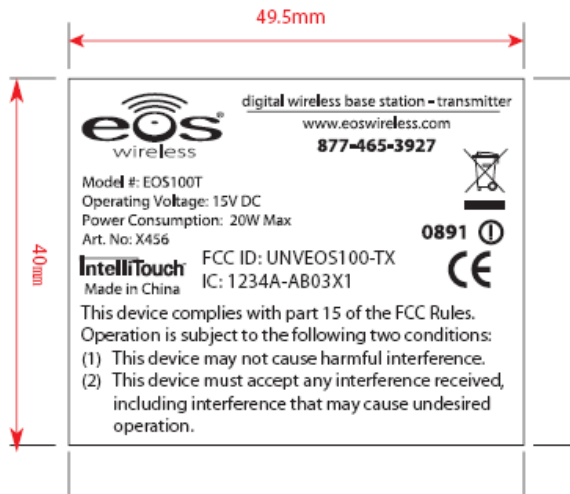 49.5mm
40mm
eos®
wireless
digital wireless base station – transmitter
www.eoswireless.com
877-465-3927
Model #: EOS100T
Operating Voltage: 15V DC
Power Consumption: 20W Max
Art. No: X456
0891
IntelliTouch
Made in China
FCC ID: UNVEOS100-TX
IC: 1234A-AB03X1
CE
This device complies with part 15 of the FCC Rules.
Operation is subject to the following two conditions:
(1) This device may not cause harmful interference.
(2) This device must accept any interference received,
including interference that may cause undesired
operation.